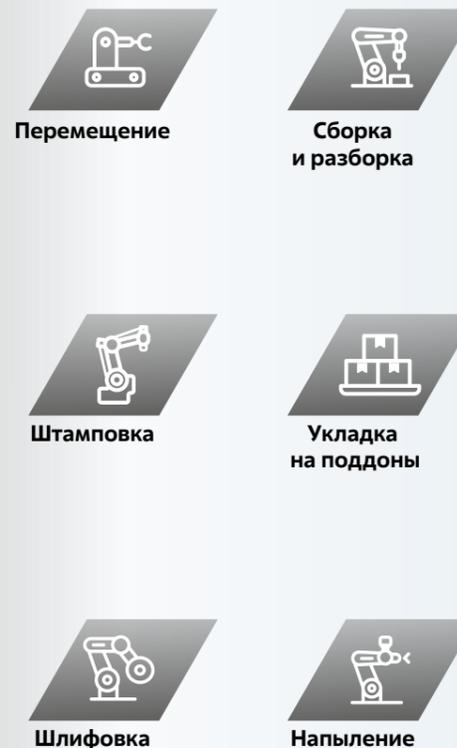 Перемещение
Сборка
и разборка
Штамповка
Укладка
на поддоны
Шлифовка
Напыление